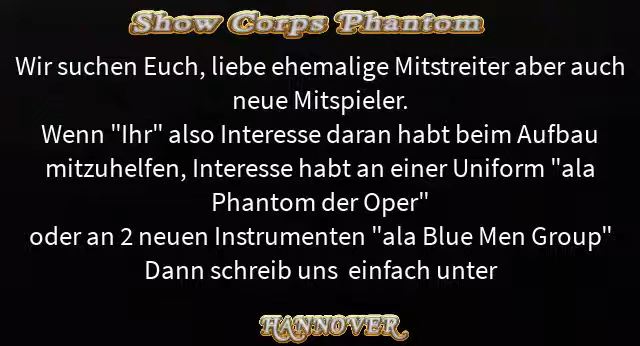 Show Corps Phantom
Wir suchen Euch, liebe ehemalige Mitstreiter aber auch
neue Mitspieler.
Wenn "Ihr" also Interesse daran habt beim Aufbau
mitzuhelfen, Interesse habt an einer Uniform "ala
Phantom der Oper"
oder an 2 neuen Instrumenten "ala Blue Men Group"
Dann schreib uns einfach unter
HANNOVER